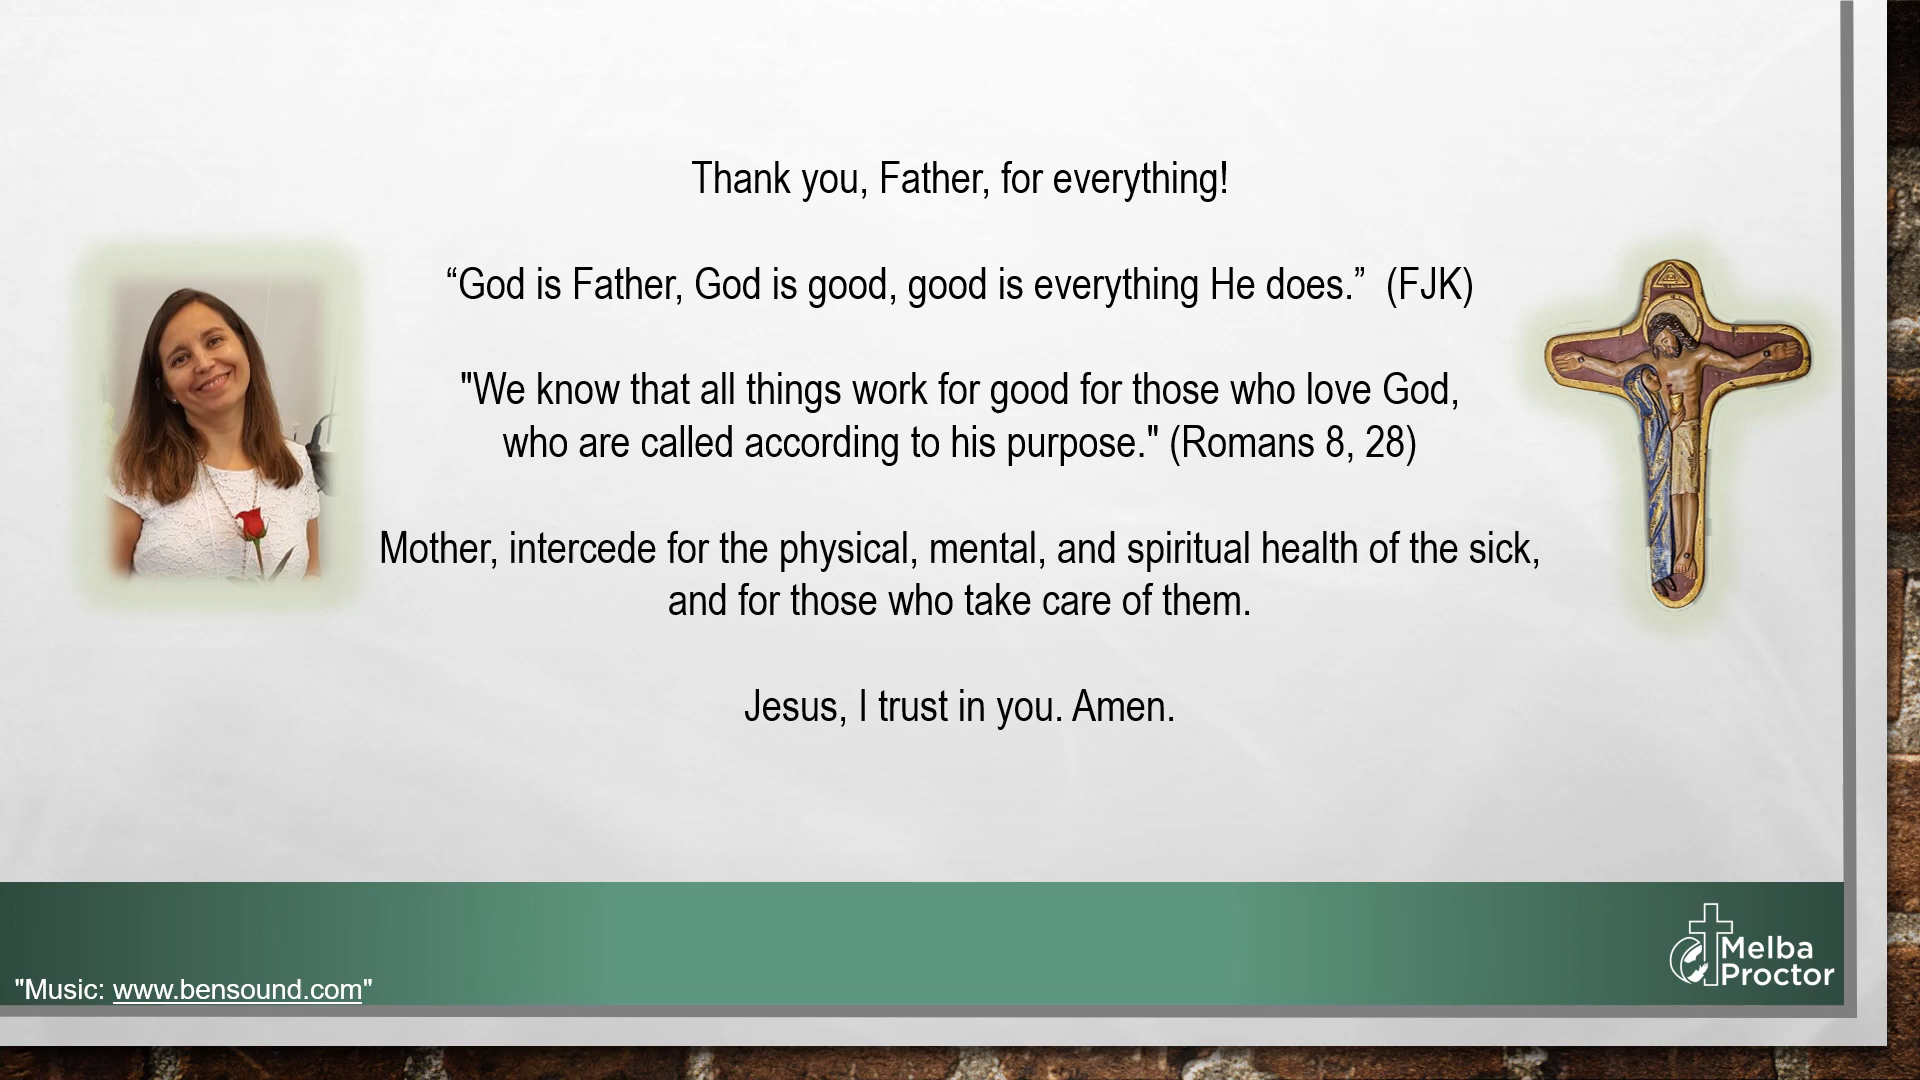 Thank you, Father, for everything!
“God is Father, God is good, good is everything He does.”  (FJK)
"We know that all things work for good for those who love God,
who are called according to his purpose." (Romans 8, 28)
Mother, intercede for the physical, mental, and spiritual health of the sick,
and for those who take care of them.
Jesus, I trust in you. Amen.
Melba
Proctor
"Music: www.bensound.com"